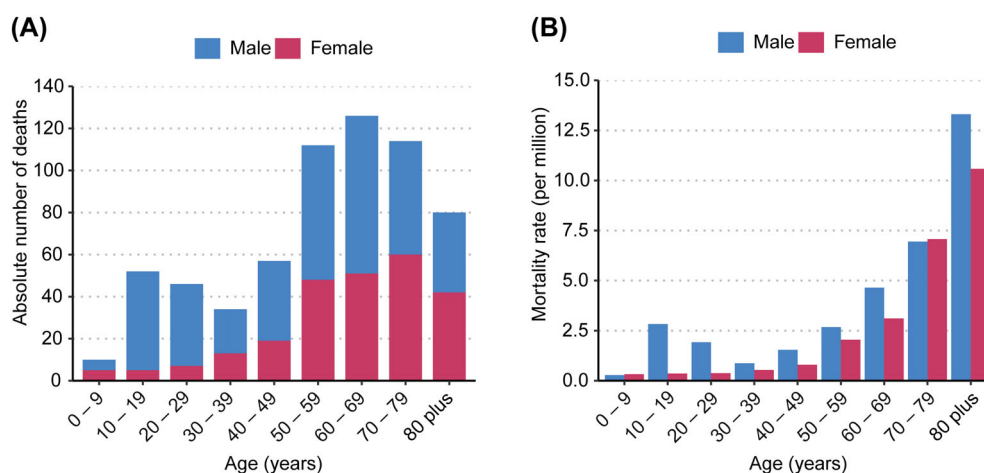 (A)
Male Female
Absolute number of deaths
140
120
100
80
60
40
20
0
0 – 9 10 – 19 20 – 29 30 – 39 40 – 49 50 – 59 60 – 69 70 – 79 80 plus
Age (years)
(B)
Male Female
Mortality rate (per million)
15.0
12.5
10.0
7.5
5.0
2.5
0.0
0 – 9 10 – 19 20 – 29 30 – 39 40 – 49 50 – 59 60 – 69 70 – 79 80 plus
Age (years)